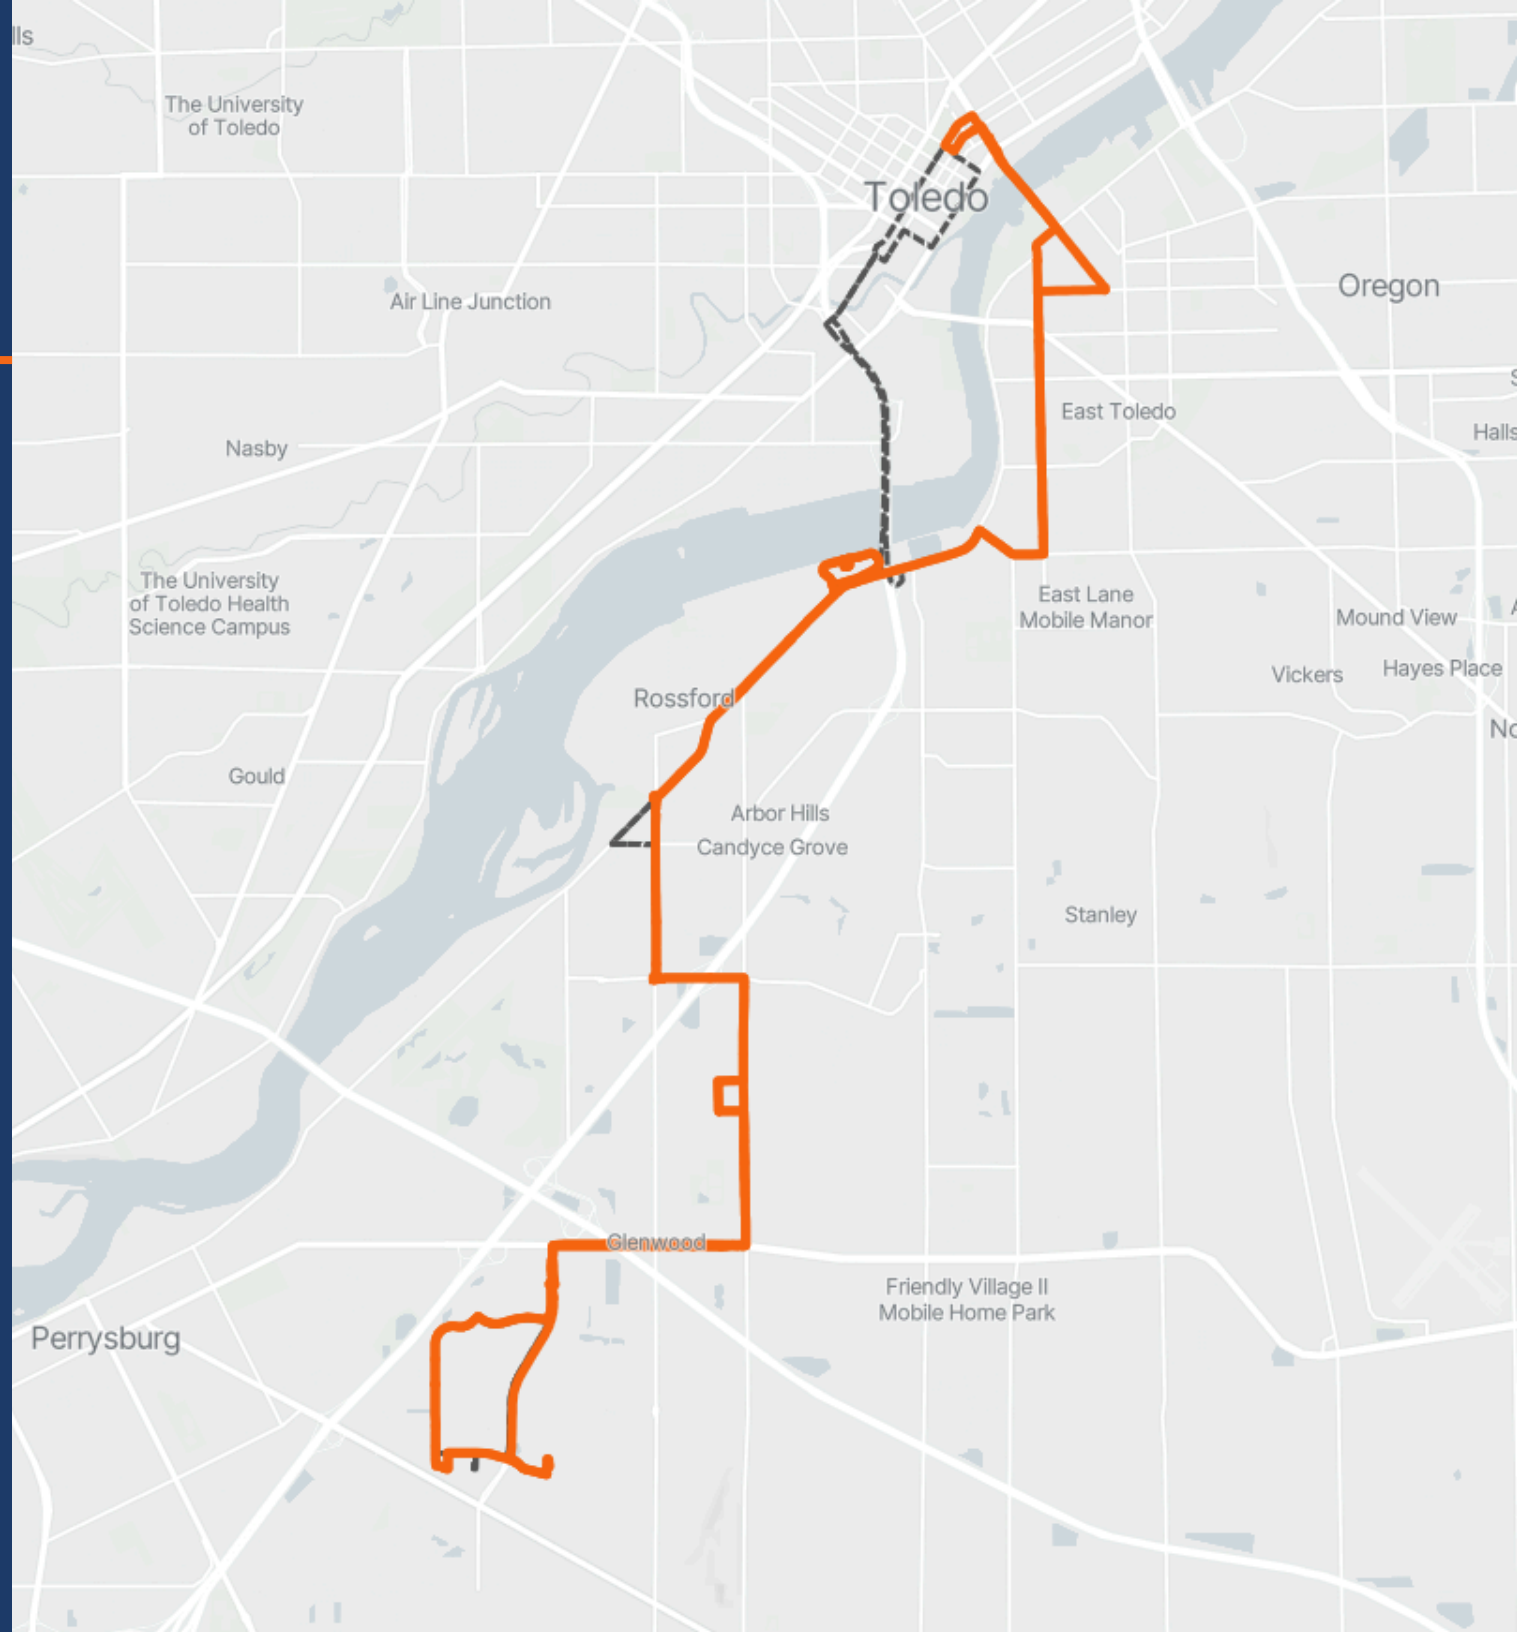 lls
The University
of Toledo
Toledo
Oregon
Air Line Junction
East Toledo
Halls
Nasby
The University
of Toledo Health
Science Campus
East Lane
Mobile Manor
Mound View
Vickers
Hayes Place
Rossford
No
Gould
Arbor Hills
Candyce Grove
Stanley
Glenwood
Friendly Village II
Mobile Home Park
Perrysburg